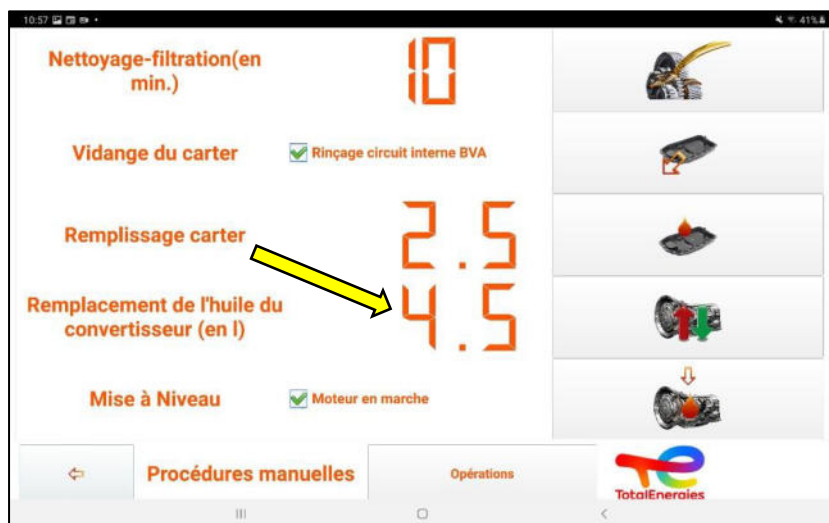 10:57
41%
Nettoyage-filtration(en
min.)
10
Vidange du carter
Rinçage circuit interne BVA
Remplissage carter
2.5
Remplacement de l'huile du
convertisseur (en l)
4.5
Mise à Niveau
Moteur en marche
Procédures manuelles
Opérations
TotalEnergies